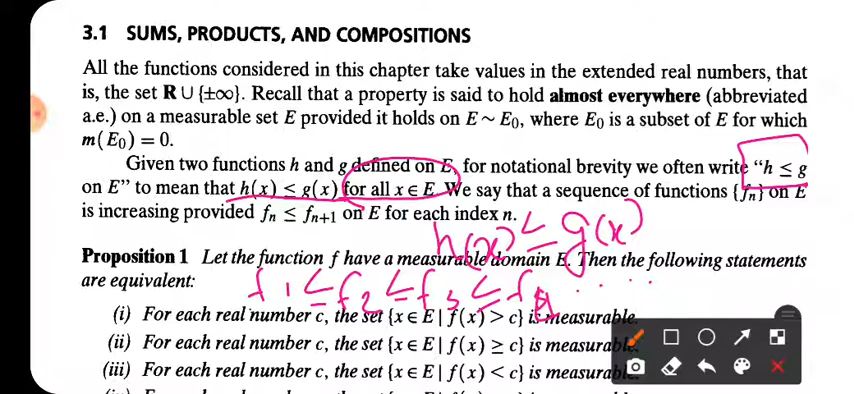 3.1 SUMS, PRODUCTS, AND COMPOSITIONS
All the functions considered in this chapter take values in the extended real numbers, that
is, the set R ∪ {±∞}. Recall that a property is said to hold almost everywhere (abbreviated
a.e.) on a measurable set E provided it holds on E ~ E₀, where E₀ is a subset of E for which
m(E₀) = 0.
Given two functions h and g defined on E, for notational brevity we often write "h ≤ g
on E" to mean that h(x) ≤ g(x) for all x ∈ E. We say that a sequence of functions {fₙ} on E
is increasing provided fₙ ≤ fₙ₊₁ on E for each index n.
h(x) ≤ g(x)
Proposition 1 Let the function f have a measurable domain E. Then the following statements
are equivalent:
f₁ ≤ f₂ ≤ f₃ ≤ f₄ . . . . .
(i) For each real number c, the set {x ∈ E | f(x) > c} is measurable.
(ii) For each real number c, the set {x ∈ E | f(x) ≥ c} is measurable.
(iii) For each real number c, the set {x ∈ E | f(x) < c} is measurable